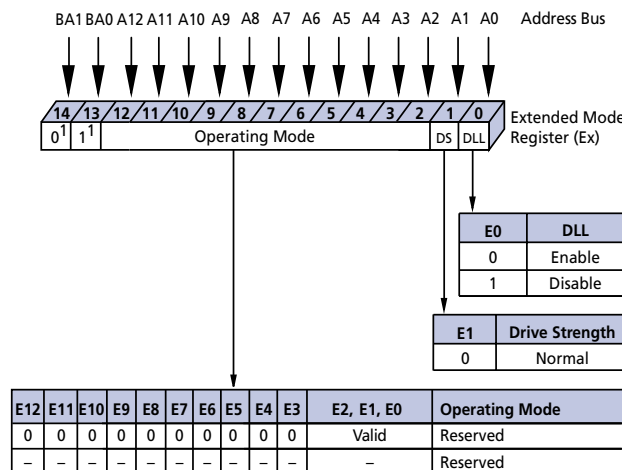 BA1 BA0 A12 A11 A10 A9 A8 A7 A6 A5 A4 A3 A2 A1 A0 Address Bus
14 13 12 11 10 9 8 7 6 5 4 3 2 1 0
Extended Mode
0¹ 1¹ Operating Mode DS DLL
Register (Ex)
E0 DLL
0 Enable
1 Disable
E1 Drive Strength
0 Normal
E12 E11 E10 E9 E8 E7 E6 E5 E4 E3 E2, E1, E0 Operating Mode
0 0 0 0 0 0 0 0 0 0 Valid Reserved
– – – – – – – – – – – Reserved